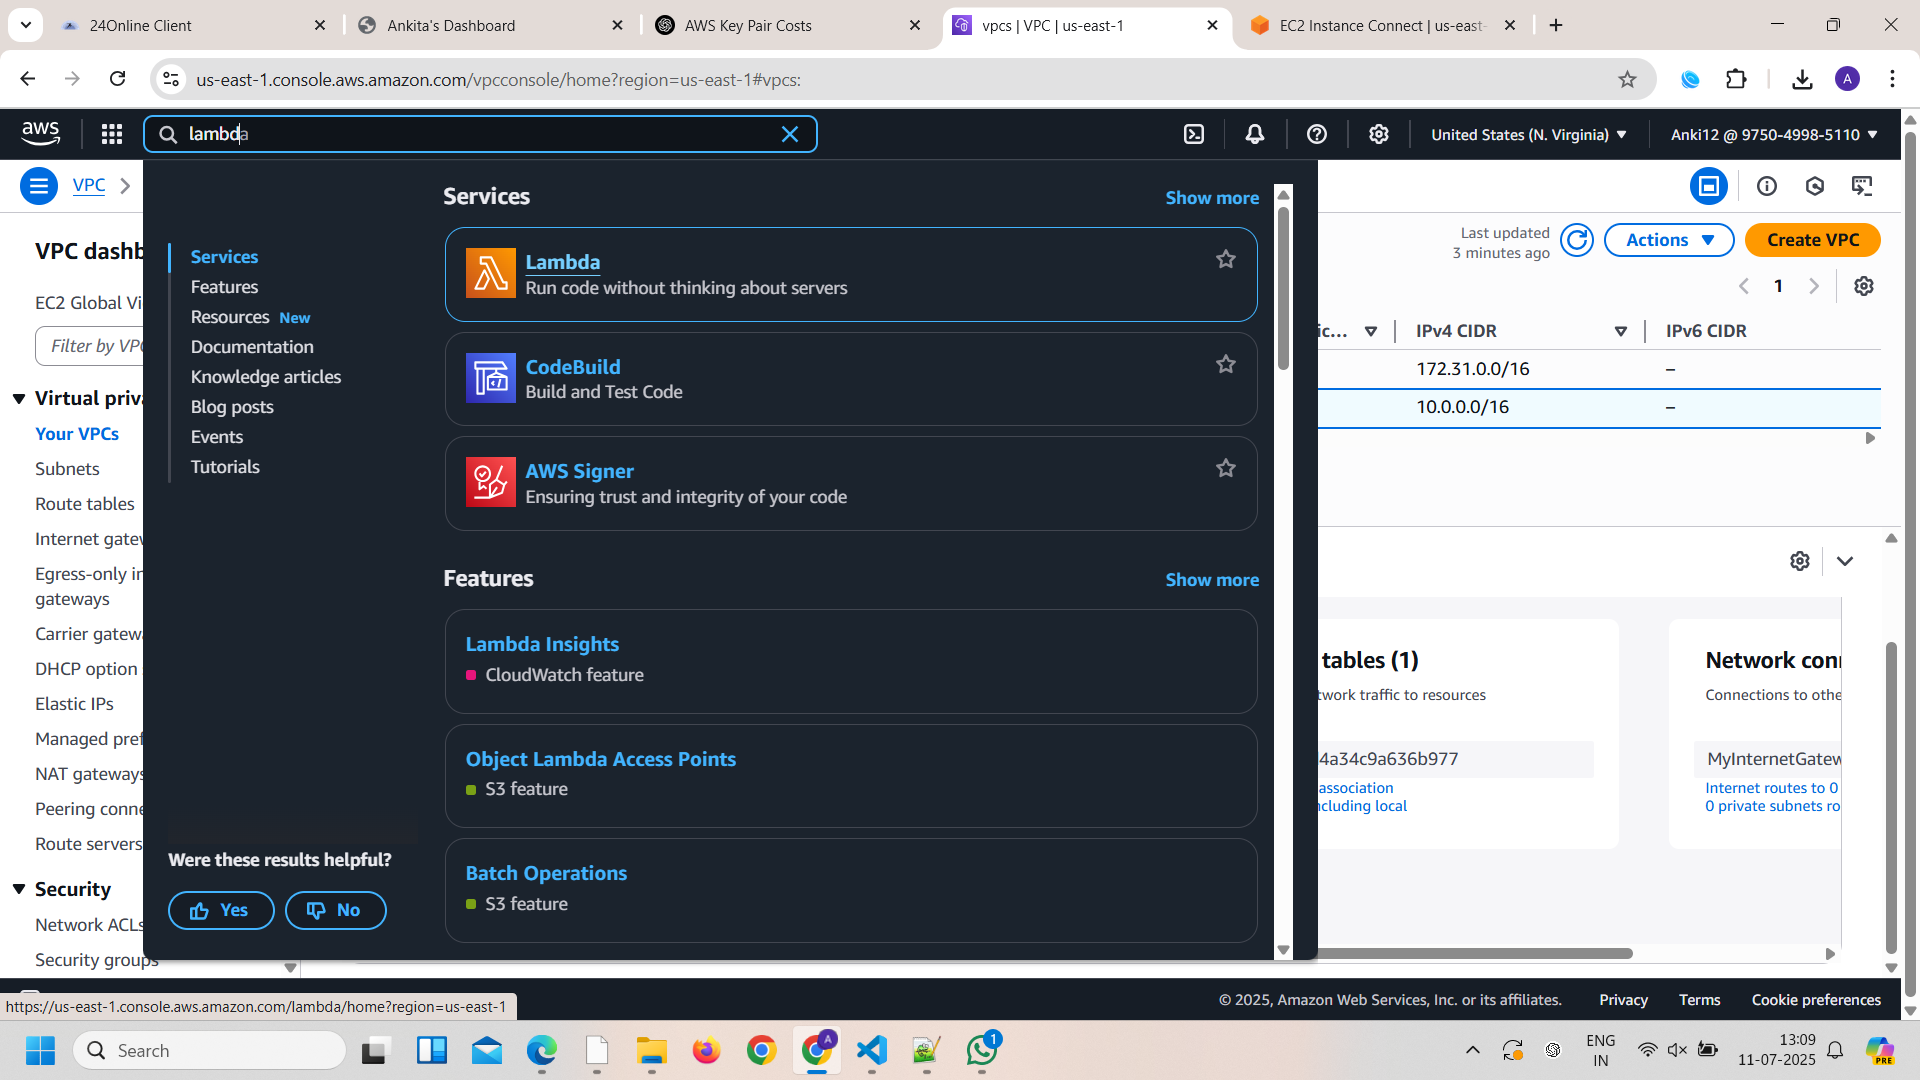 24Online Client
Ankita's Dashboard
AWS Key Pair Costs
vpcs | VPC | us-east-1
EC2 Instance Connect | us-east-
us-east-1.console.aws.amazon.com/vpcconsole/home?region=us-east-1#vpcs:
A
aws
lambda
United States (N. Virginia)
Anki12 @ 9750-4998-5110
VPC
VPC dashb
EC2 Global Vi
Filter by VPC
Virtual priva
Your VPCs
Subnets
Route tables
Internet gatew
Egress-only in
gateways
Carrier gatewa
DHCP option s
Elastic IPs
Managed pref
NAT gateways
Peering conne
Route servers
Security
Network ACLs
Security groups
Services
Features
Resources New
Documentation
Knowledge articles
Blog posts
Events
Tutorials
Were these results helpful?
Yes
No
Services
Show more
Lambda
Run code without thinking about servers
CodeBuild
Build and Test Code
AWS Signer
Ensuring trust and integrity of your code
Features
Show more
Lambda Insights
CloudWatch feature
Object Lambda Access Points
S3 feature
Batch Operations
S3 feature
Last updated
3 minutes ago
Actions
Create VPC
1
ic...
IPv4 CIDR
IPv6 CIDR
172.31.0.0/16
–
10.0.0.0/16
–
tables (1)
twork traffic to resources
4a34c9a636b977
association
ncluding local
Network conn
Connections to othe
MyInternetGatew
Internet routes to 0
0 private subnets ro
https://us-east-1.console.aws.amazon.com/lambda/home?region=us-east-1
© 2025, Amazon Web Services, Inc. or its affiliates.
Privacy
Terms
Cookie preferences
Search
A
1
ENG
IN
13:09
11-07-2025
PRE